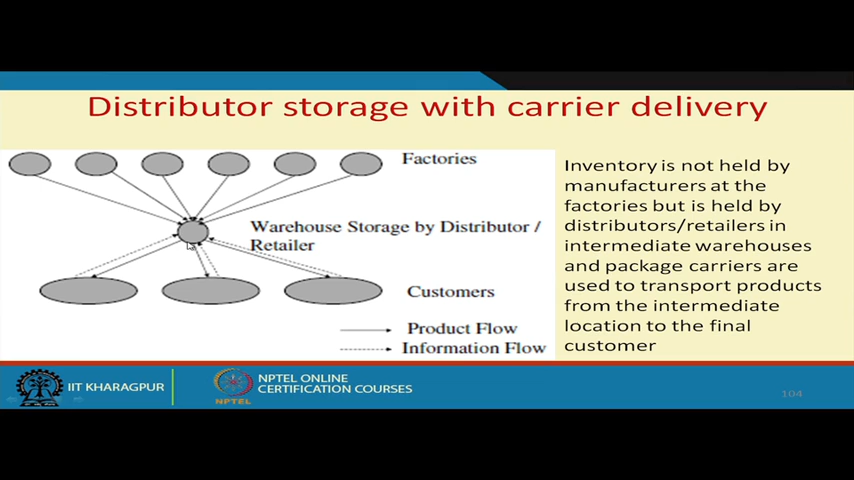 Distributor storage with carrier delivery
Factories
Warehouse Storage by Distributor /
Retailer
Customers
Product Flow
Information Flow
Inventory is not held by
manufacturers at the
factories but is held by
distributors/retailers in
intermediate warehouses
and package carriers are
used to transport products
from the intermediate
location to the final
customer
IIT KHARAGPUR
NPTEL
NPTEL ONLINE
CERTIFICATION COURSES
104